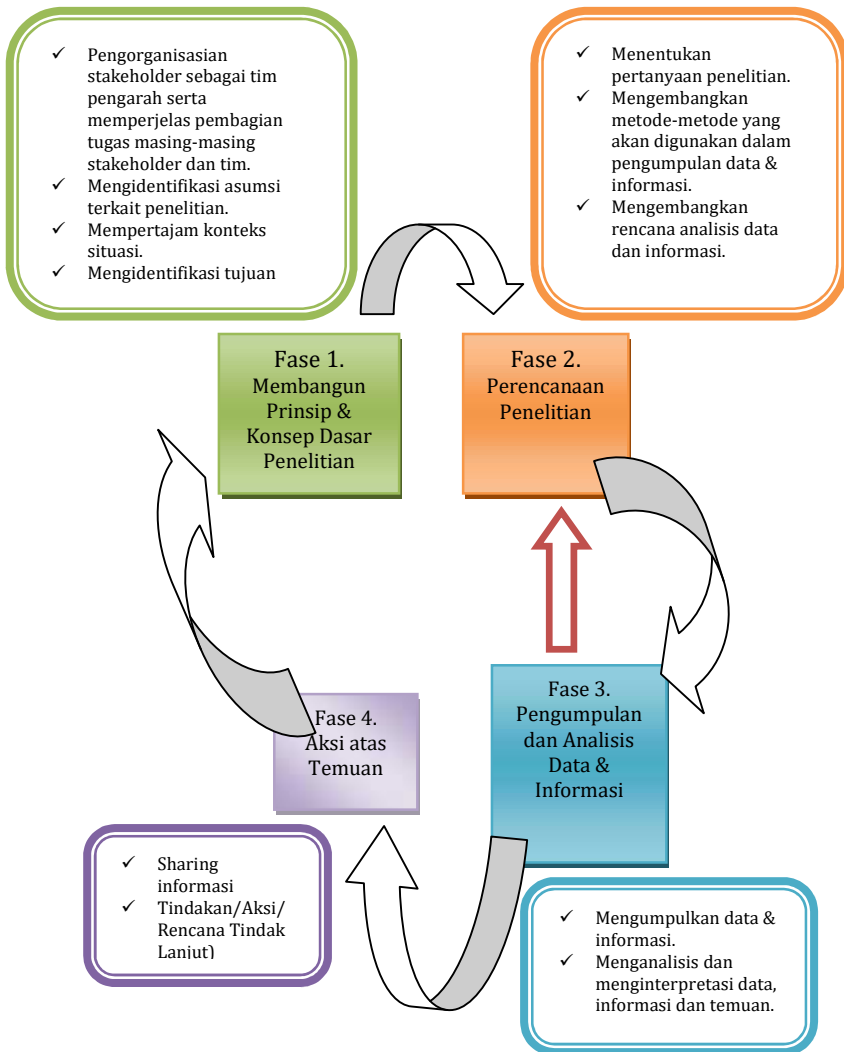 ✓ Pengorganisasian
stakeholder sebagai tim
pengarah serta
memperjelas pembagian
tugas masing-masing
stakeholder dan tim.
✓ Mengidentifikasi asumsi
terkait penelitian.
✓ Mempertajam konteks
situasi.
✓ Mengidentifikasi tujuan
✓ Menentukan
pertanyaan penelitian.
✓ Mengembangkan
metode-metode yang
akan digunakan dalam
pengumpulan data &
informasi.
✓ Mengembangkan
rencana analisis data
dan informasi.
Fase 1.
Membangun
Prinsip &
Konsep Dasar
Penelitian
Fase 2.
Perencanaan
Penelitian
Fase 3.
Pengumpulan
dan Analisis
Data &
Informasi
Fase 4.
Aksi atas
Temuan
✓ Sharing
informasi
✓ Tindakan/Aksi/
Rencana Tindak
Lanjut)
✓ Mengumpulkan data &
informasi.
✓ Menganalisis dan
menginterpretasi data,
informasi dan temuan.